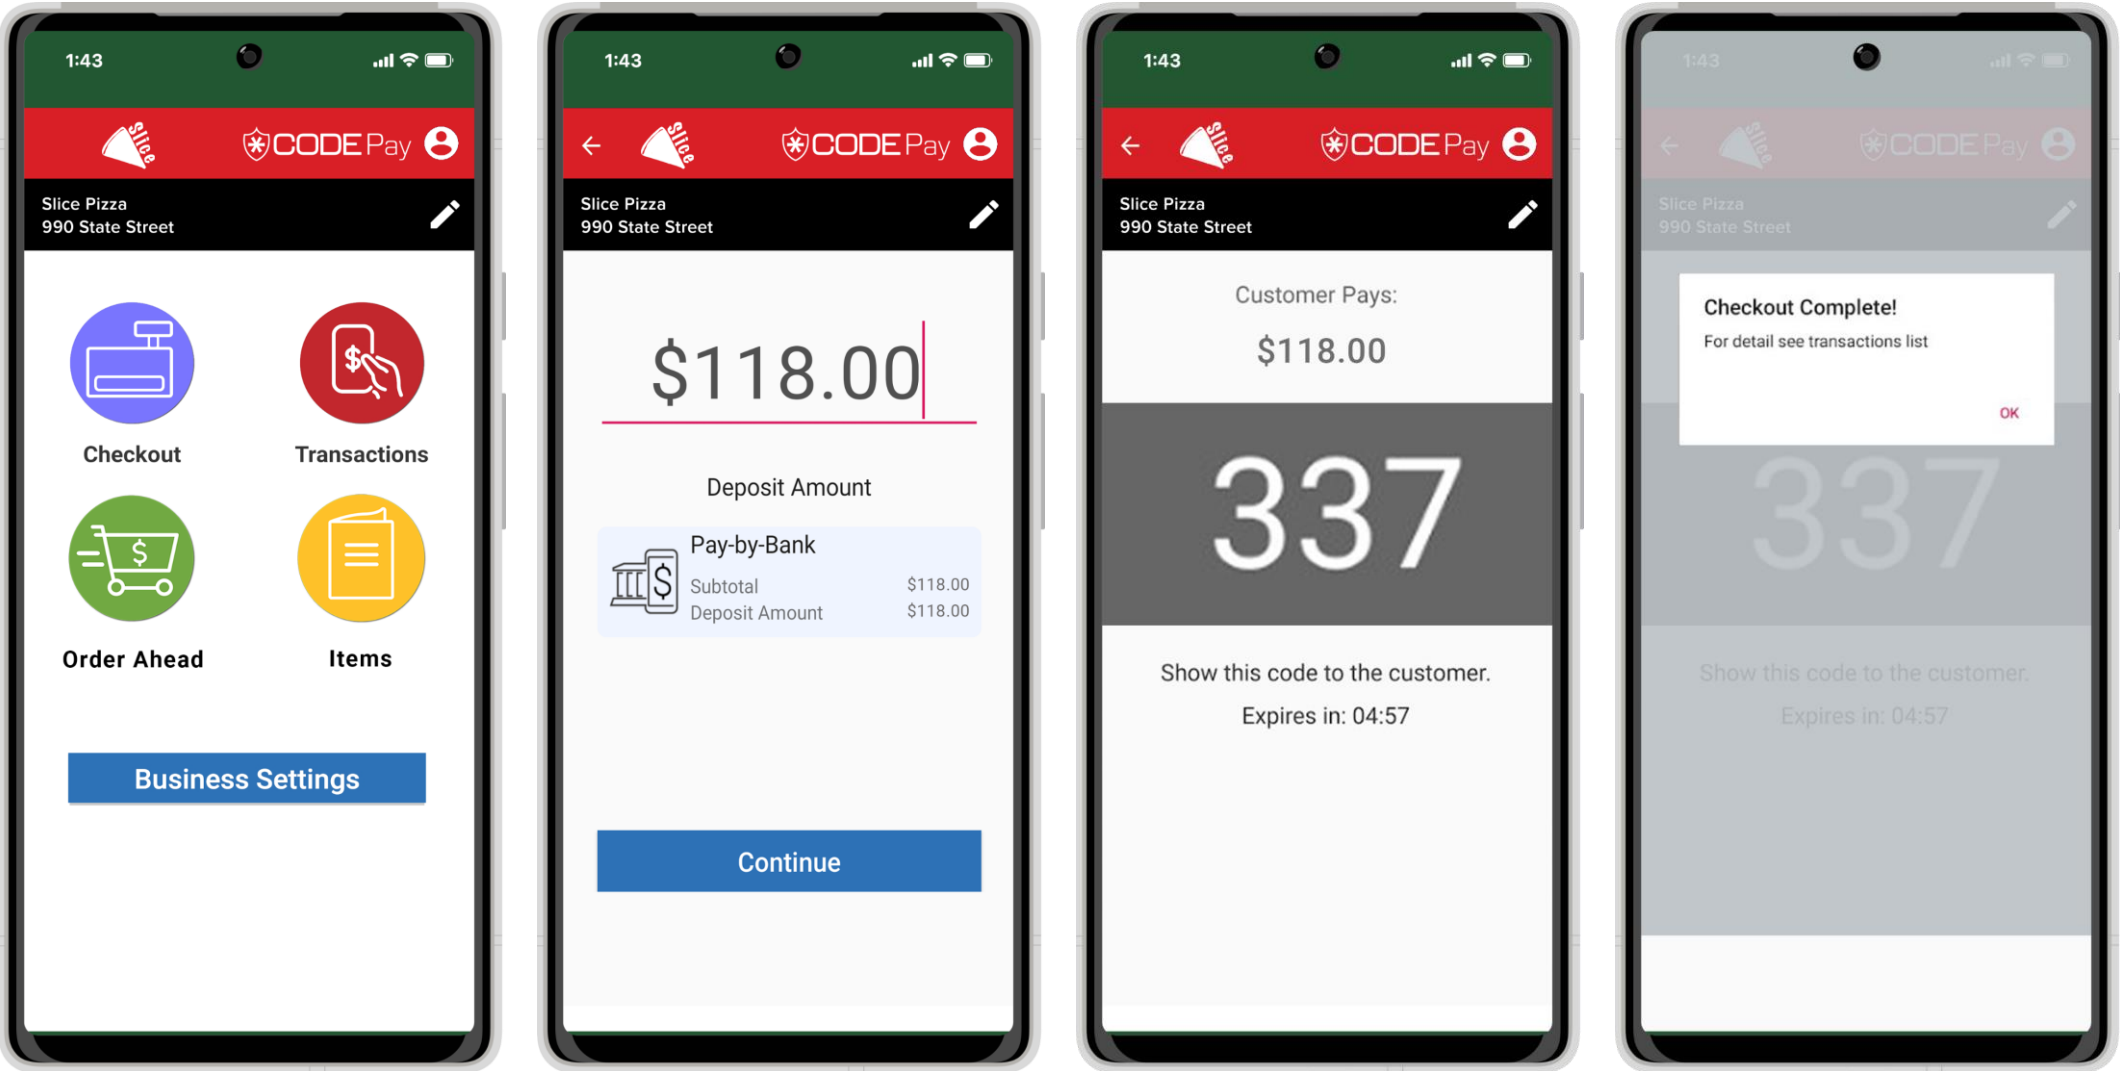 1:43
Slice
CODE Pay
Slice Pizza
990 State Street
$
Checkout
Transactions
$
Order Ahead
Items
Business Settings
1:43
Slice
CODE Pay
Slice Pizza
990 State Street
$118.00
Deposit Amount
Pay-by-Bank
$
Subtotal $118.00
Deposit Amount $118.00
Continue
1:43
Slice
CODE Pay
Slice Pizza
990 State Street
Customer Pays:
$118.00
337
Show this code to the customer.
Expires in: 04:57
1:43
Slice
CODE Pay
Slice Pizza
990 State Street
Checkout Complete!
For detail see transactions list
OK
337
Show this code to the customer.
Expires in: 04:57